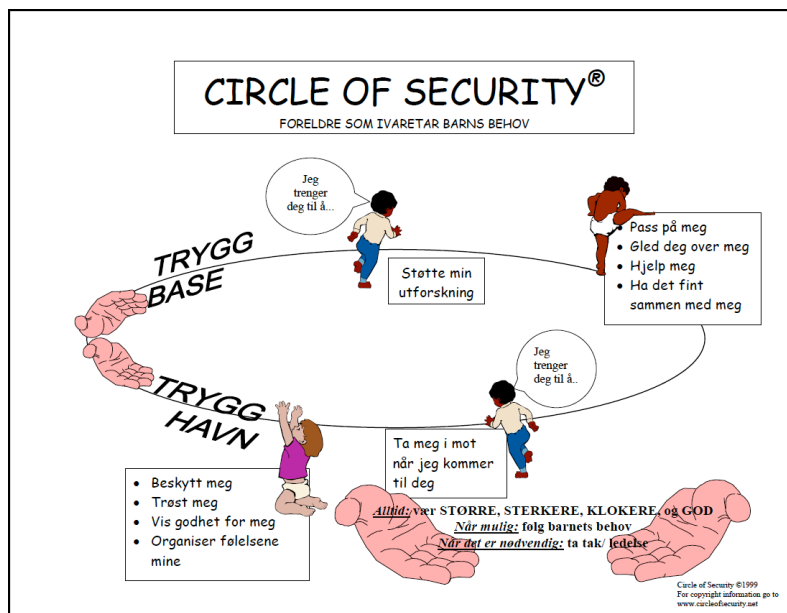 CIRCLE OF SECURITY®
FORELDRE SOM IVARETAR BARNS BEHOV
Jeg
trenger
deg til å...
TRYGG
BASE
Støtte min
utforskning
• Pass på meg
• Gled deg over meg
• Hjelp meg
• Ha det fint
sammen med meg
Jeg
trenger
deg til å..
TRYGG
HAVN
Ta meg i mot
når jeg kommer
til deg
• Beskytt meg
• Trøst meg
• Vis godhet for meg
• Organiser følelsene
mine
Alltid: vær STØRRE, STERKERE, KLOKERE, og GOD
Når mulig: følg barnets behov
Når det er nødvendig: ta tak/ ledelse
Circle of Security ©1999
For copyright information go to
www.circleofsecurity.net